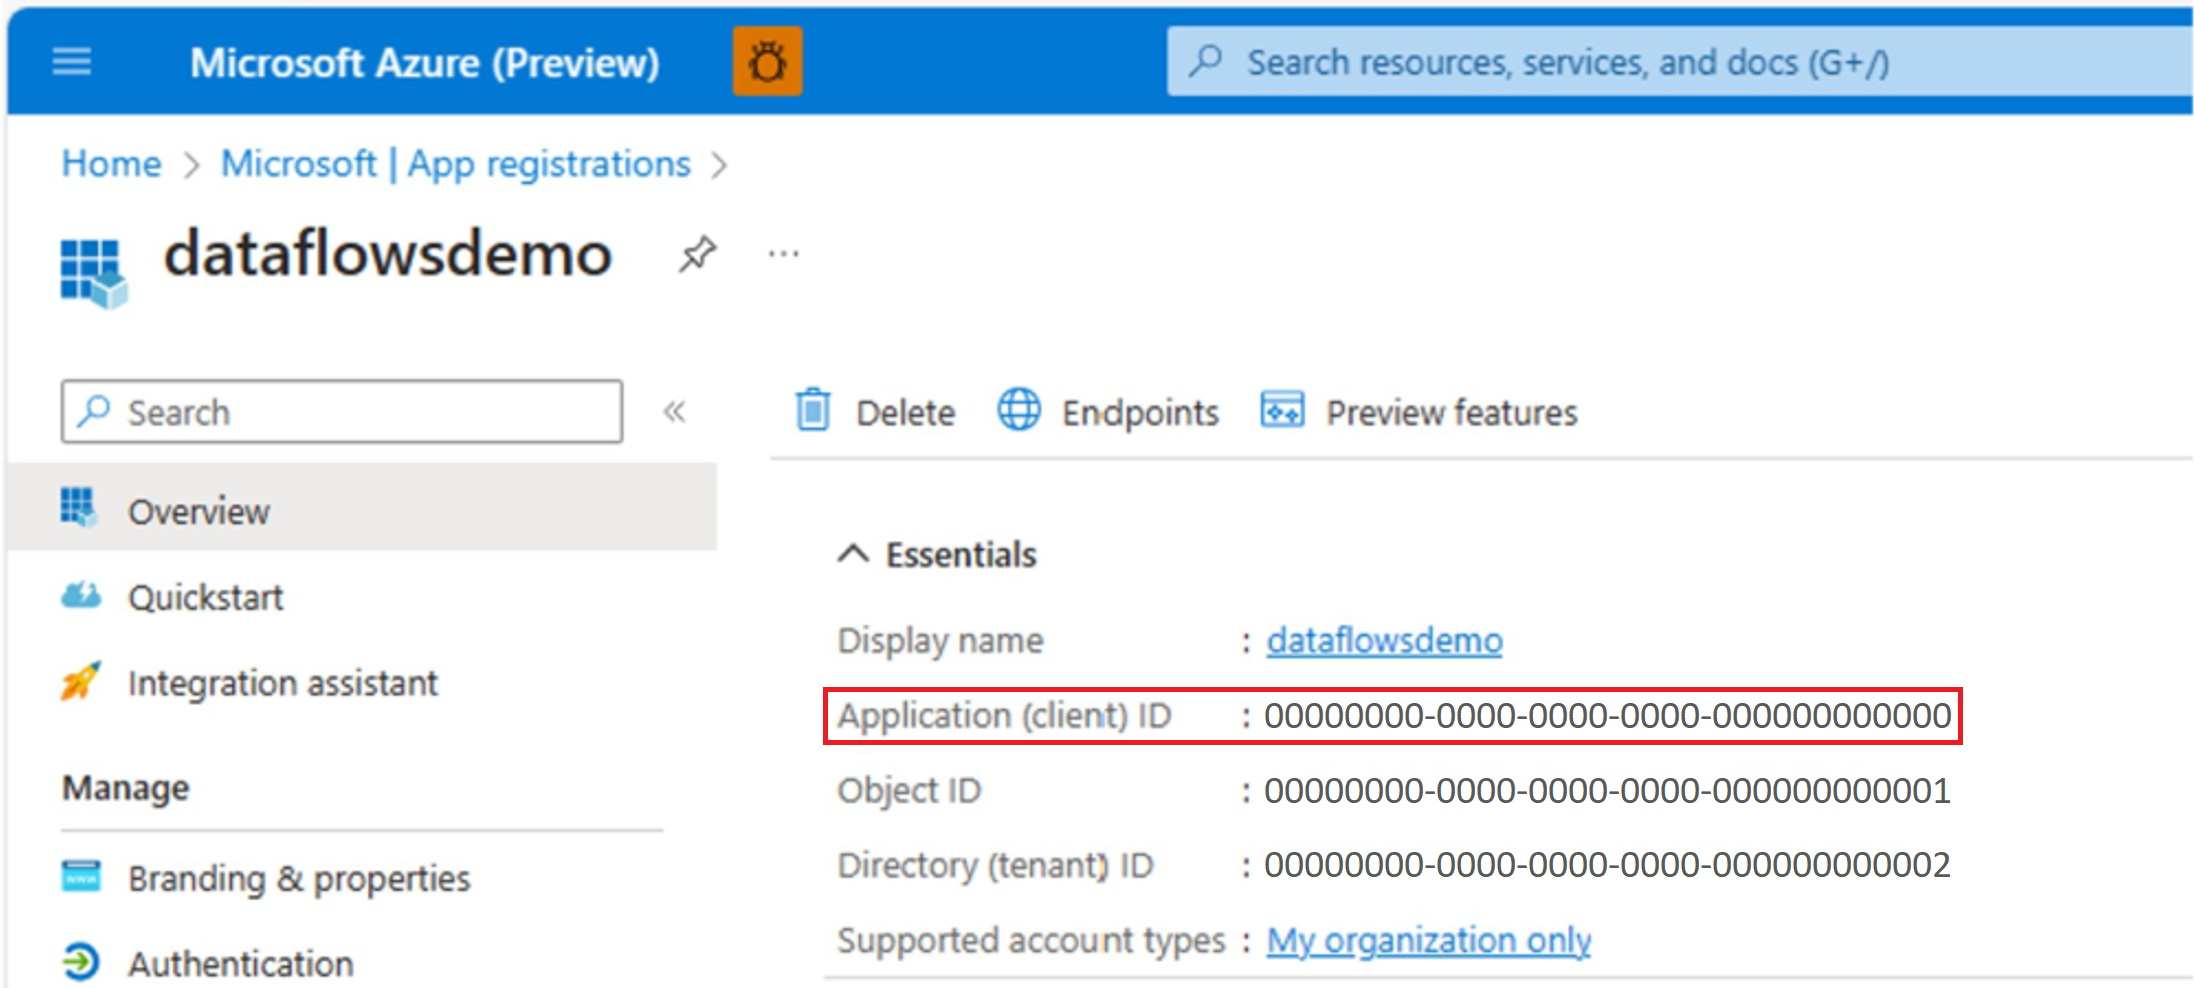 Microsoft Azure (Preview)
Search resources, services, and docs (G+/)
Home > Microsoft | App registrations >
dataflowsdemo ...
Search «
Delete Endpoints Preview features
Overview
Quickstart
Integration assistant
Manage
Branding & properties
Authentication
Essentials
Display name : dataflowsdemo
Application (client) ID : 00000000-0000-0000-0000-000000000000
Object ID : 00000000-0000-0000-0000-000000000001
Directory (tenant) ID : 00000000-0000-0000-0000-000000000002
Supported account types : My organization only